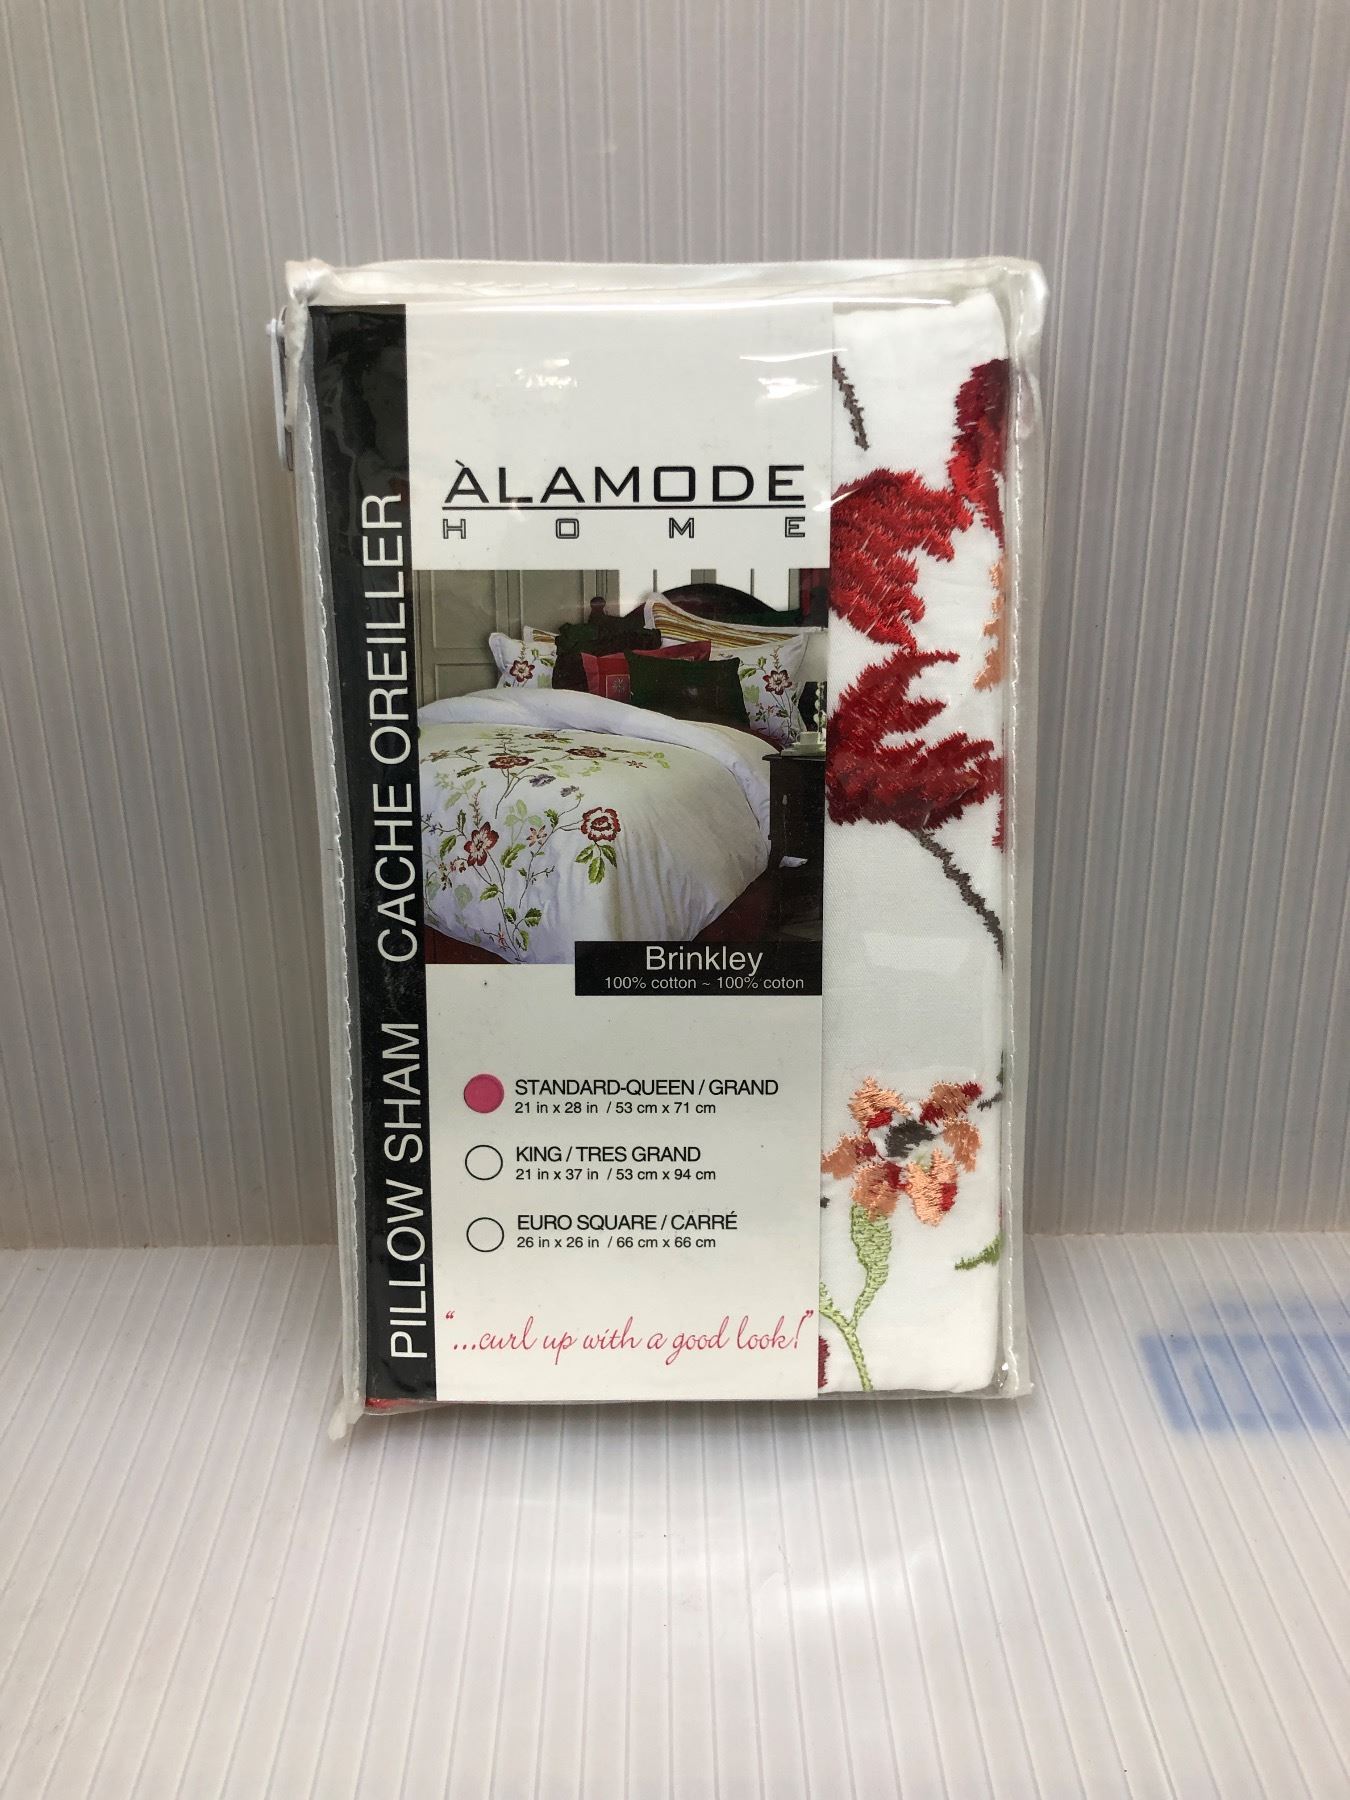 ÀLAMODE
HOME
PILLOW SHAM CACHE OREILLER
Brinkley
100% cotton ~ 100% coton
STANDARD-QUEEN / GRAND
21 in x 28 in / 53 cm x 71 cm
KING / TRES GRAND
21 in x 37 in / 53 cm x 94 cm
EURO SQUARE / CARRÉ
26 in x 26 in / 66 cm x 66 cm
"...curl up with a good look!"